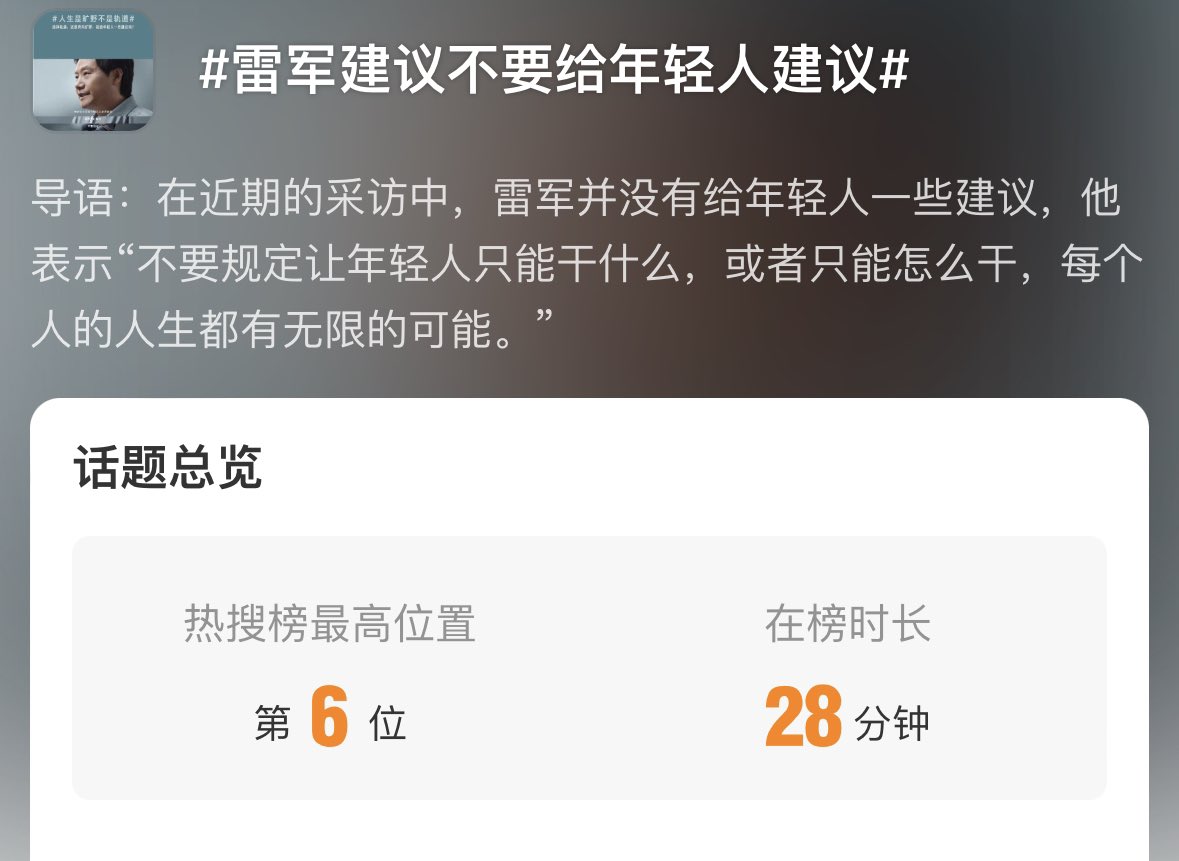 #人生是旷野不是轨道#
#雷军建议不要给年轻人建议#
导语：在近期的采访中，雷军并没有给年轻人一些建议，他
表示“不要规定让年轻人只能干什么，或者只能怎么干，每个
人的人生都有无限的可能。”
话题总览
热搜榜最高位置
在榜时长
第 6 位
28 分钟